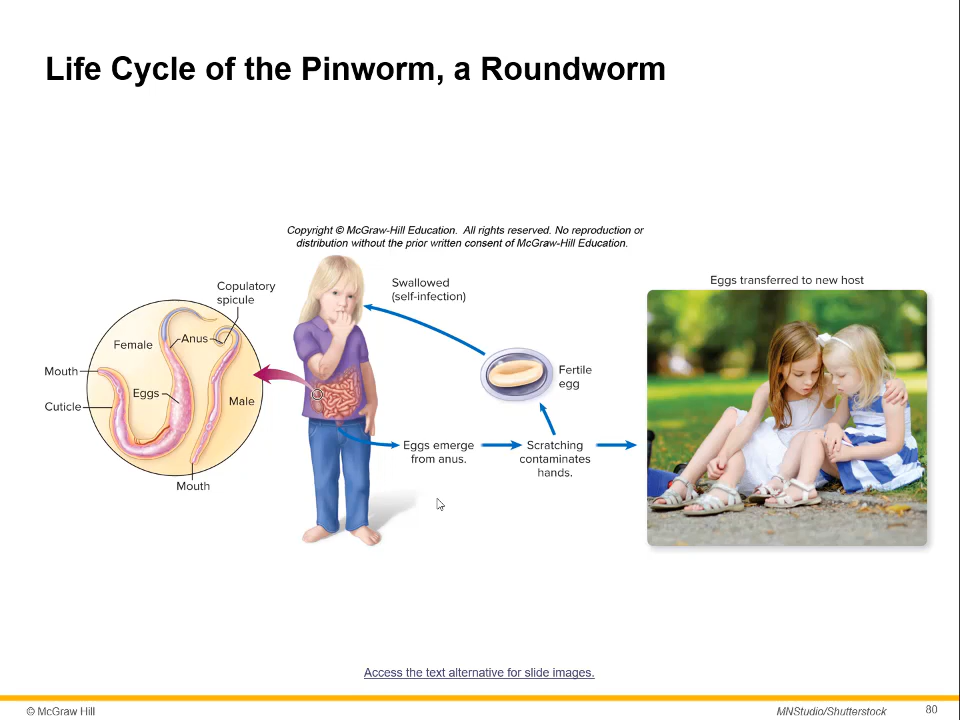 Life Cycle of the Pinworm, a Roundworm
Copyright © McGraw-Hill Education. All rights reserved. No reproduction or
distribution without the prior written consent of McGraw-Hill Education.
Copulatory
spicule
Female
Anus
Mouth
Eggs
Cuticle
Male
Mouth
Swallowed
(self-infection)
Fertile
egg
Eggs emerge
from anus.
Scratching
contaminates
hands.
Eggs transferred to new host
Access the text alternative for slide images.
© McGraw Hill
MNStudio/Shutterstock
80